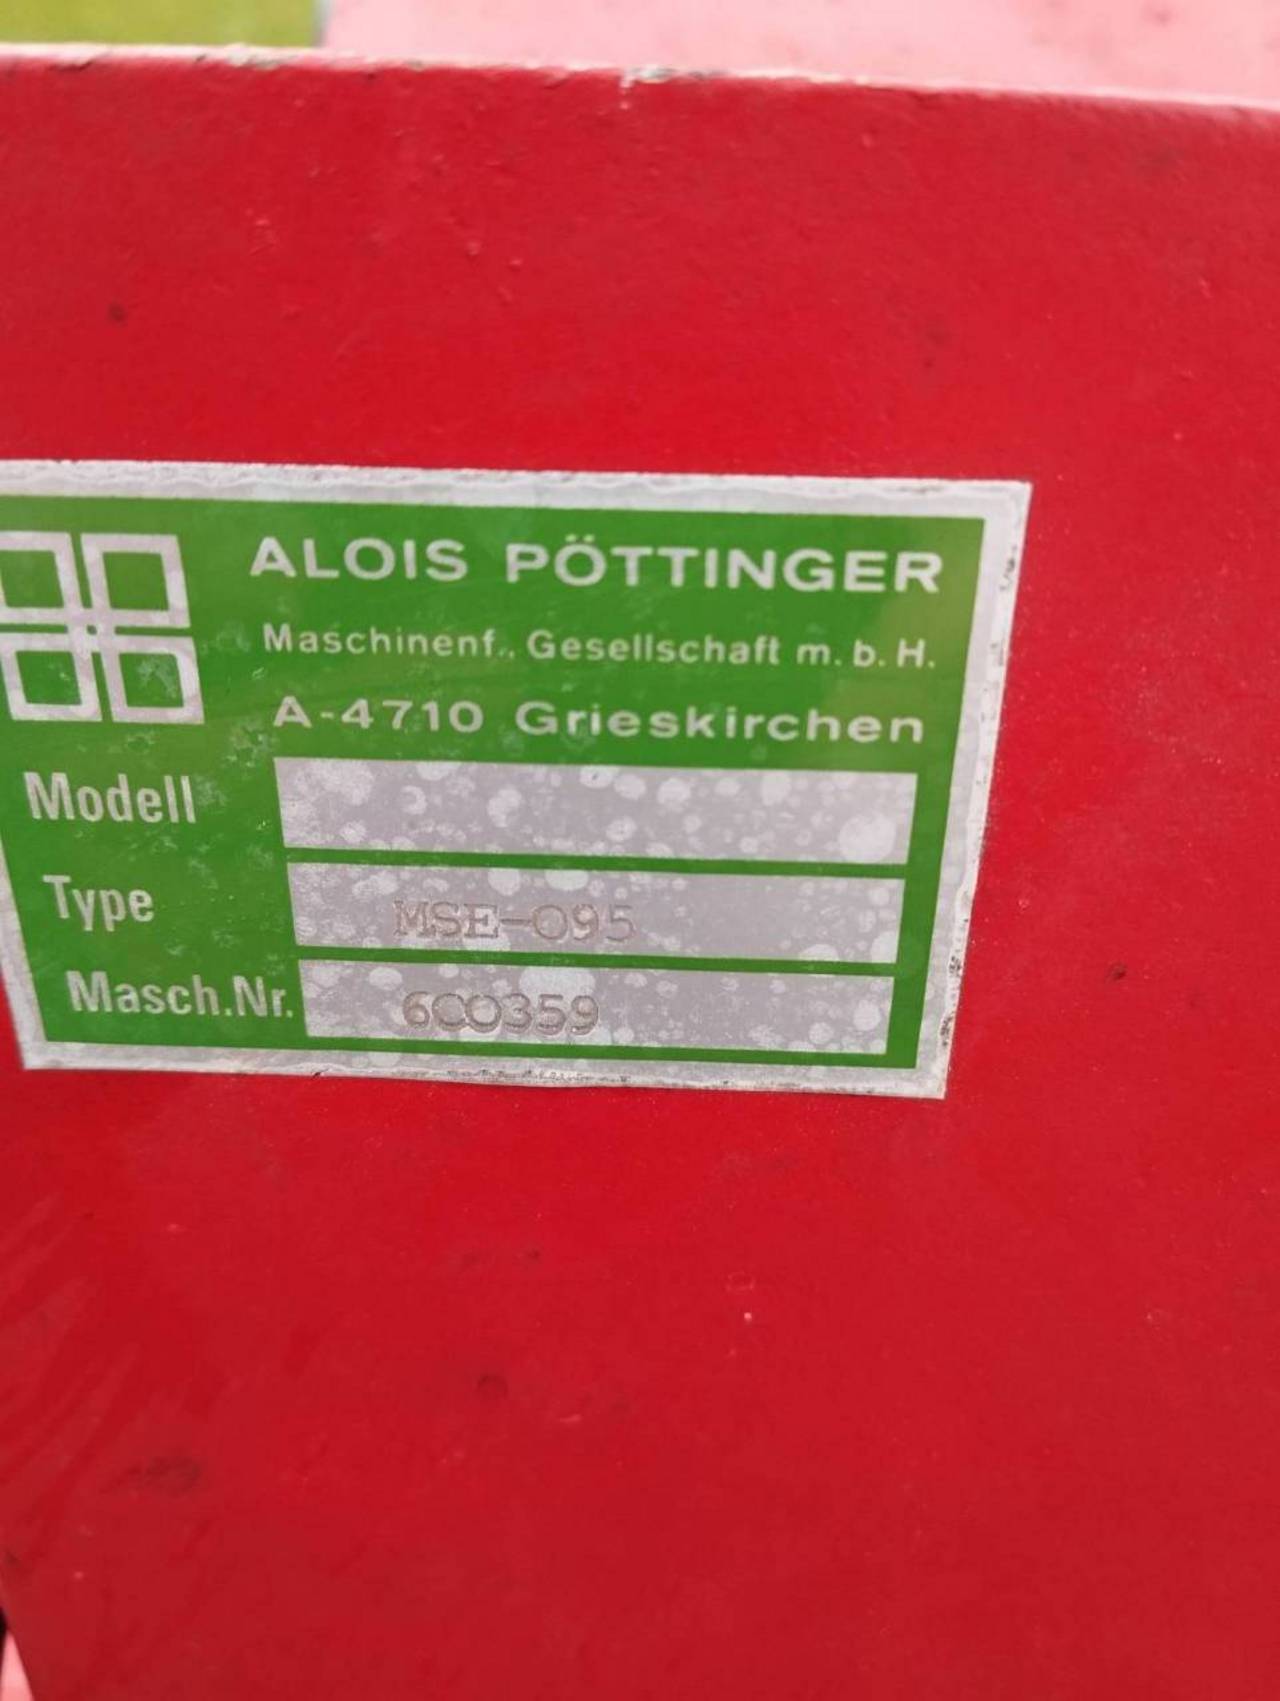 ALOIS PÖTTINGER
Maschinenf., Gesellschaft m. b. H.
A-4710 Grieskirchen
Modell
Type MSE-095
Masch.Nr. 600359